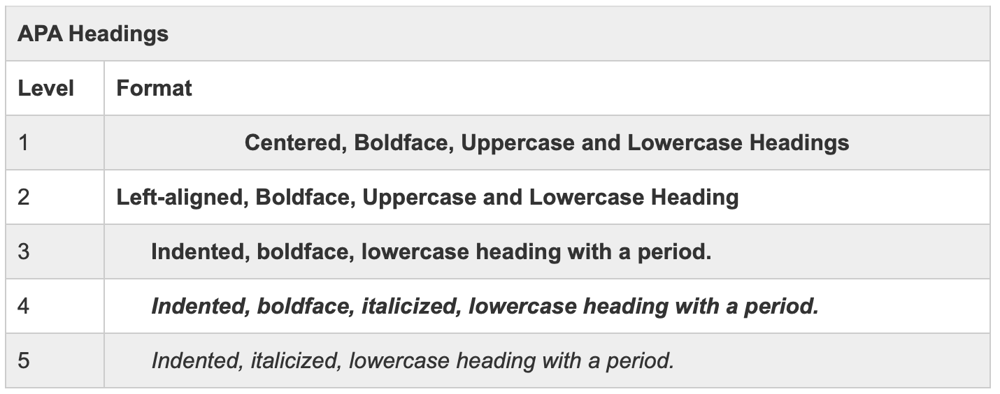 APA Headings
Level Format
1 Centered, Boldface, Uppercase and Lowercase Headings
2 Left-aligned, Boldface, Uppercase and Lowercase Heading
3 Indented, boldface, lowercase heading with a period.
4 Indented, boldface, italicized, lowercase heading with a period.
5 Indented, italicized, lowercase heading with a period.